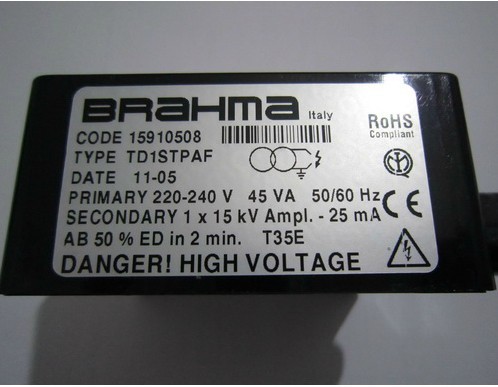 BRAHMA Italy
RoHS
Compliant
CODE 15910508
TYPE TD1STPAF
DATE 11-05
PRIMARY 220-240 V 45 VA 50/60 Hz
SECONDARY 1 x 15 kV Ampl. - 25 mA
CE
AB 50 % ED in 2 min. T35E
DANGER! HIGH VOLTAGE